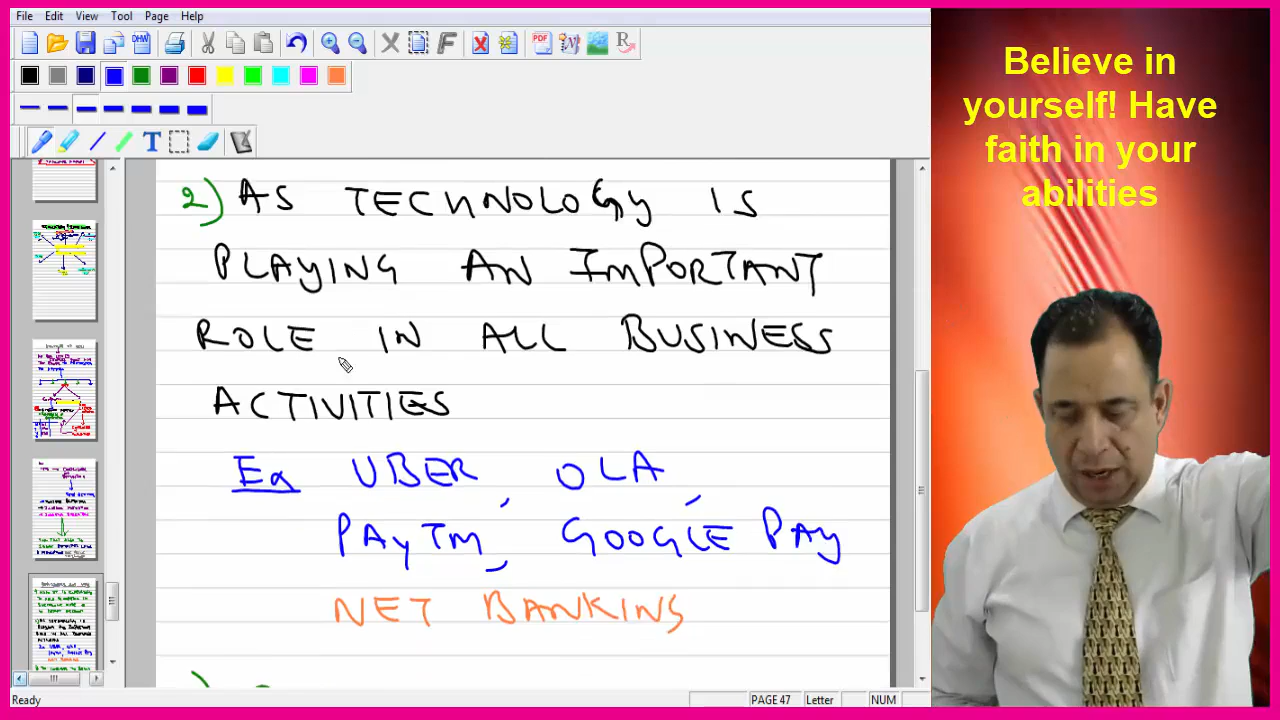 File Edit View Tool Page Help
PDF
Believe in
yourself! Have
faith in your
abilities
2) AS TECHNOLOGY IS
PLAYING AN IMPORTANT
ROLE IN ALL BUSINESS
ACTIVITIES
Ex UBER, OLA,
PAYTM, GOOGLE PAY
NET BANKING
Ready PAGE 47 Letter NUM